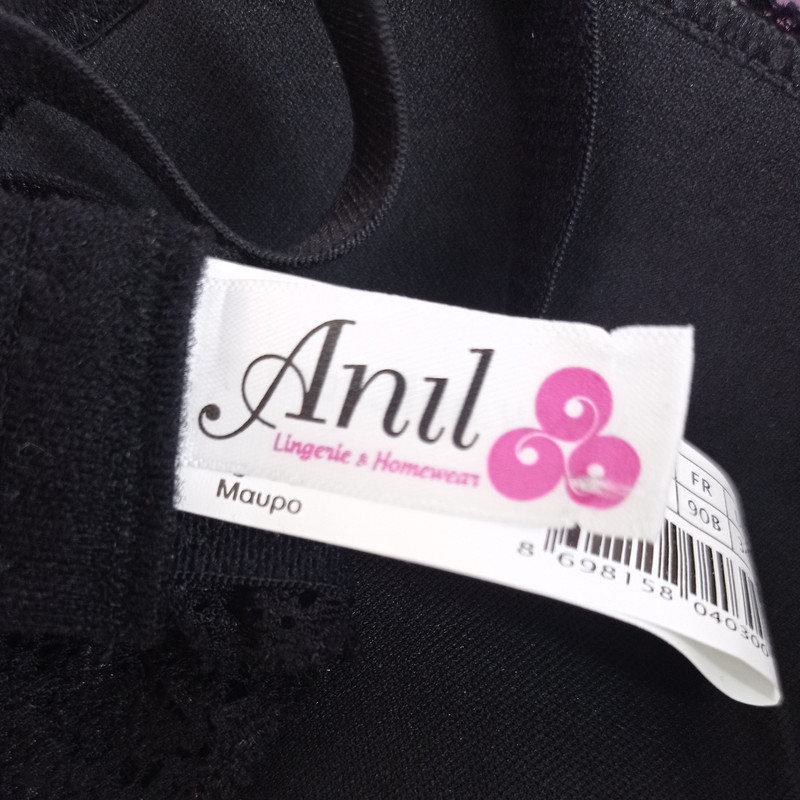 Anıl
Lingerie & Homewear
Maupo
FR
90B
8 698158 040300